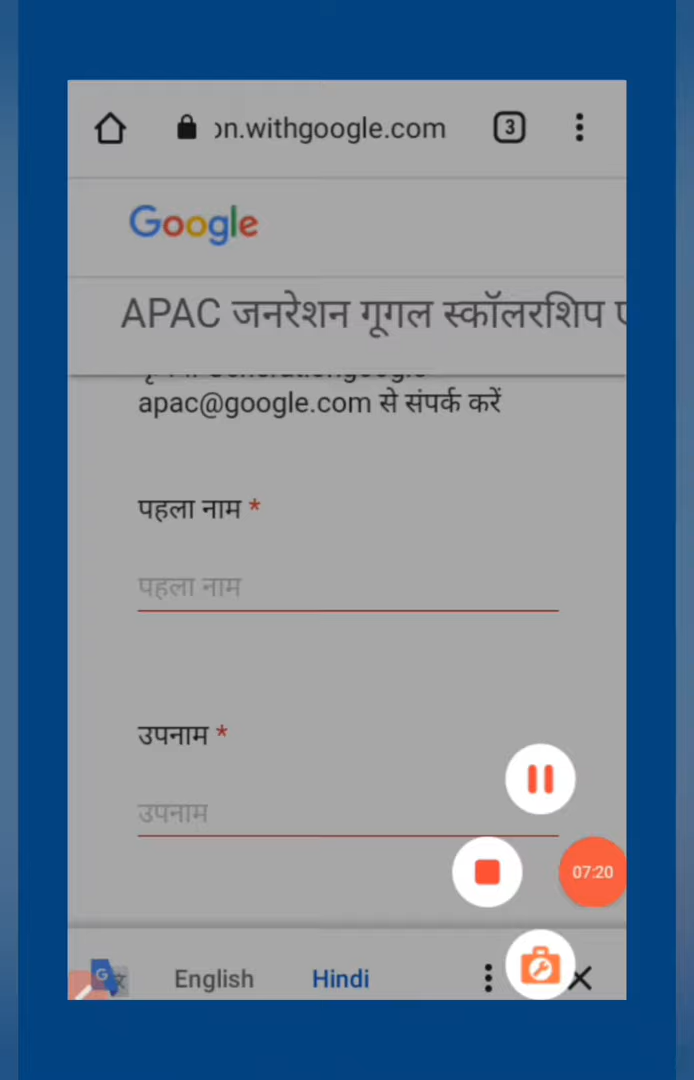 on.withgoogle.com
3
Google
APAC जनरेशन गूगल स्कॉलरशिप
apac@google.com से संपर्क करें
पहला नाम *
पहला नाम
उपनाम *
उपनाम
07:20
English
Hindi